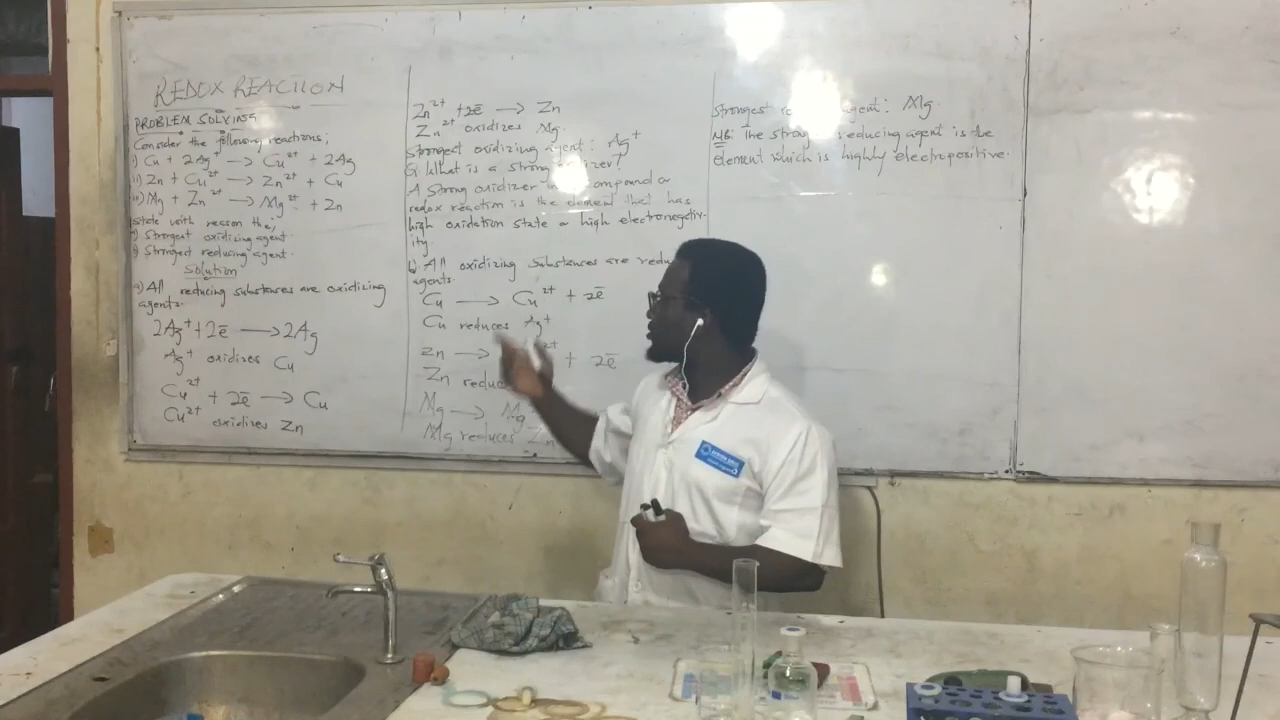 REDOX REACTION
PROBLEM SOLVING
Consider the following reactions;
i) Cu + 2Ag⁺ → Cu²⁺ + 2Ag
ii) Zn + Cu²⁺ → Zn²⁺ + Cu
iii) Mg + Zn²⁺ → Mg²⁺ + Zn
State with reason the;
a) Strongest oxidizing agent.
b) Strongest reducing agent.
Solution
a) All reducing substances are oxidizing
agents.
2Ag⁺ + 2ē → 2Ag
Ag⁺ oxidizes Cu
Cu²⁺ + 2ē → Cu
Cu²⁺ oxidizes Zn
Zn²⁺ + 2ē → Zn
Zn²⁺ oxidizes Mg.
Strongest oxidizing agent: Ag⁺
Q: What is a strong oxidizer?
A strong oxidizer in compound or
redox reaction is the element that has
high oxidation state or high electronegativ-
ity.
b) All oxidizing substances are
agents.
Cu → Cu²⁺ + 2ē
Cu reduces Ag⁺
Zn → ²⁺ + 2ē
Zn
Mg → Mg
Mg reduces Zn
Strongest agent: Mg.
NB: The reducing agent is the
element which is highly electropositive.